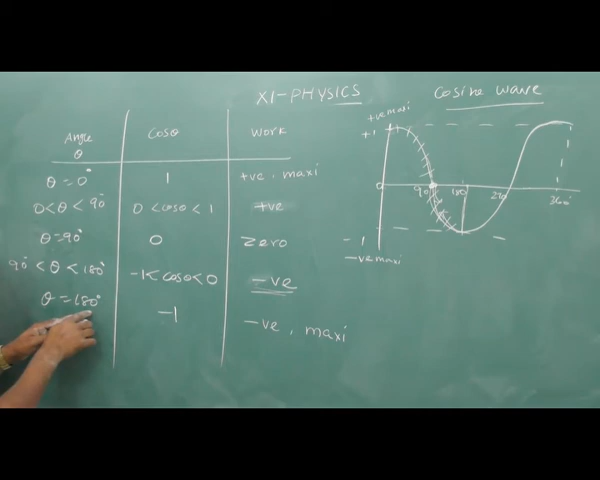 XI-PHYSICS
Cosine wave
Angle θ Cosθ Work
θ=0° 1 +ve, maxi
0<θ<90° 0<cosθ<1 +ve
θ=90° 0 Zero
90°<θ<180° -1<cosθ<0 -ve
θ=180° -1 -ve, maxi
+ve maxi
+1
0 90 180 270 360°
-1
-ve maxi